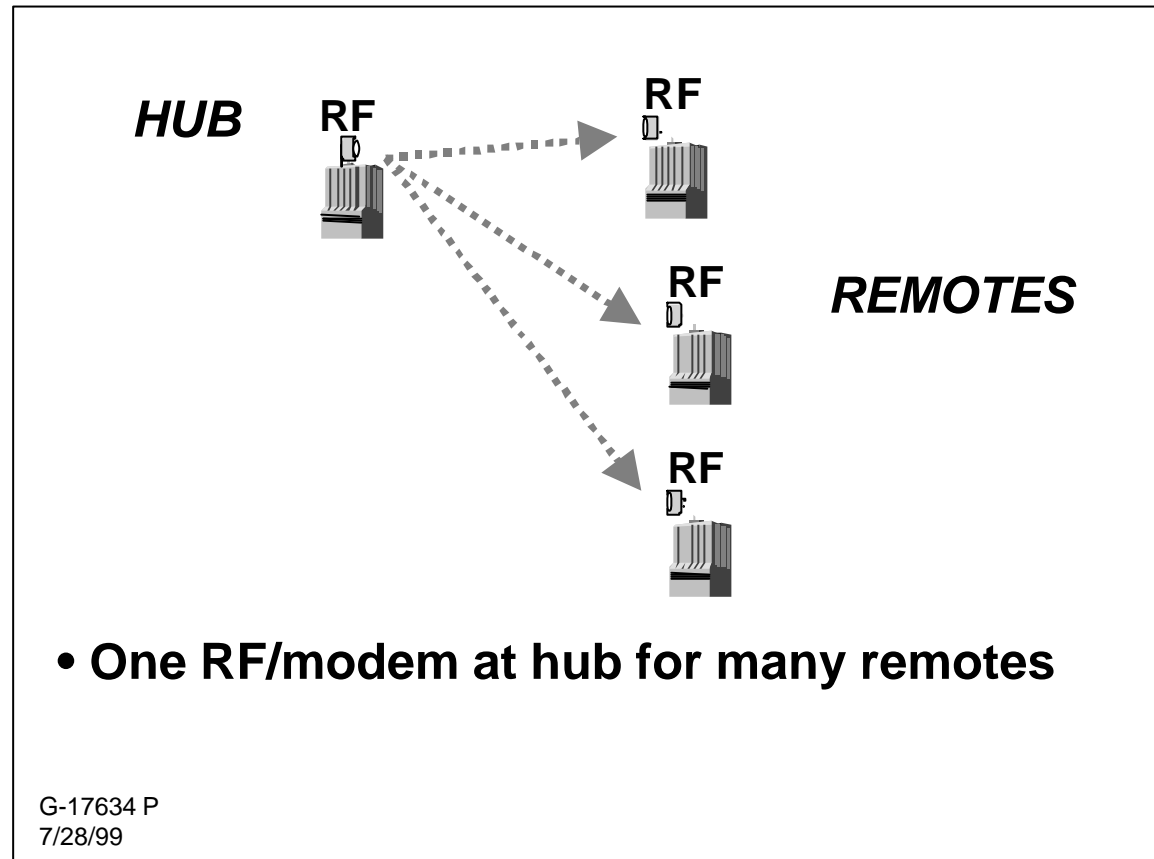 HUB
RF
RF
RF
REMOTES
RF
• One RF/modem at hub for many remotes
G-17634 P
7/28/99